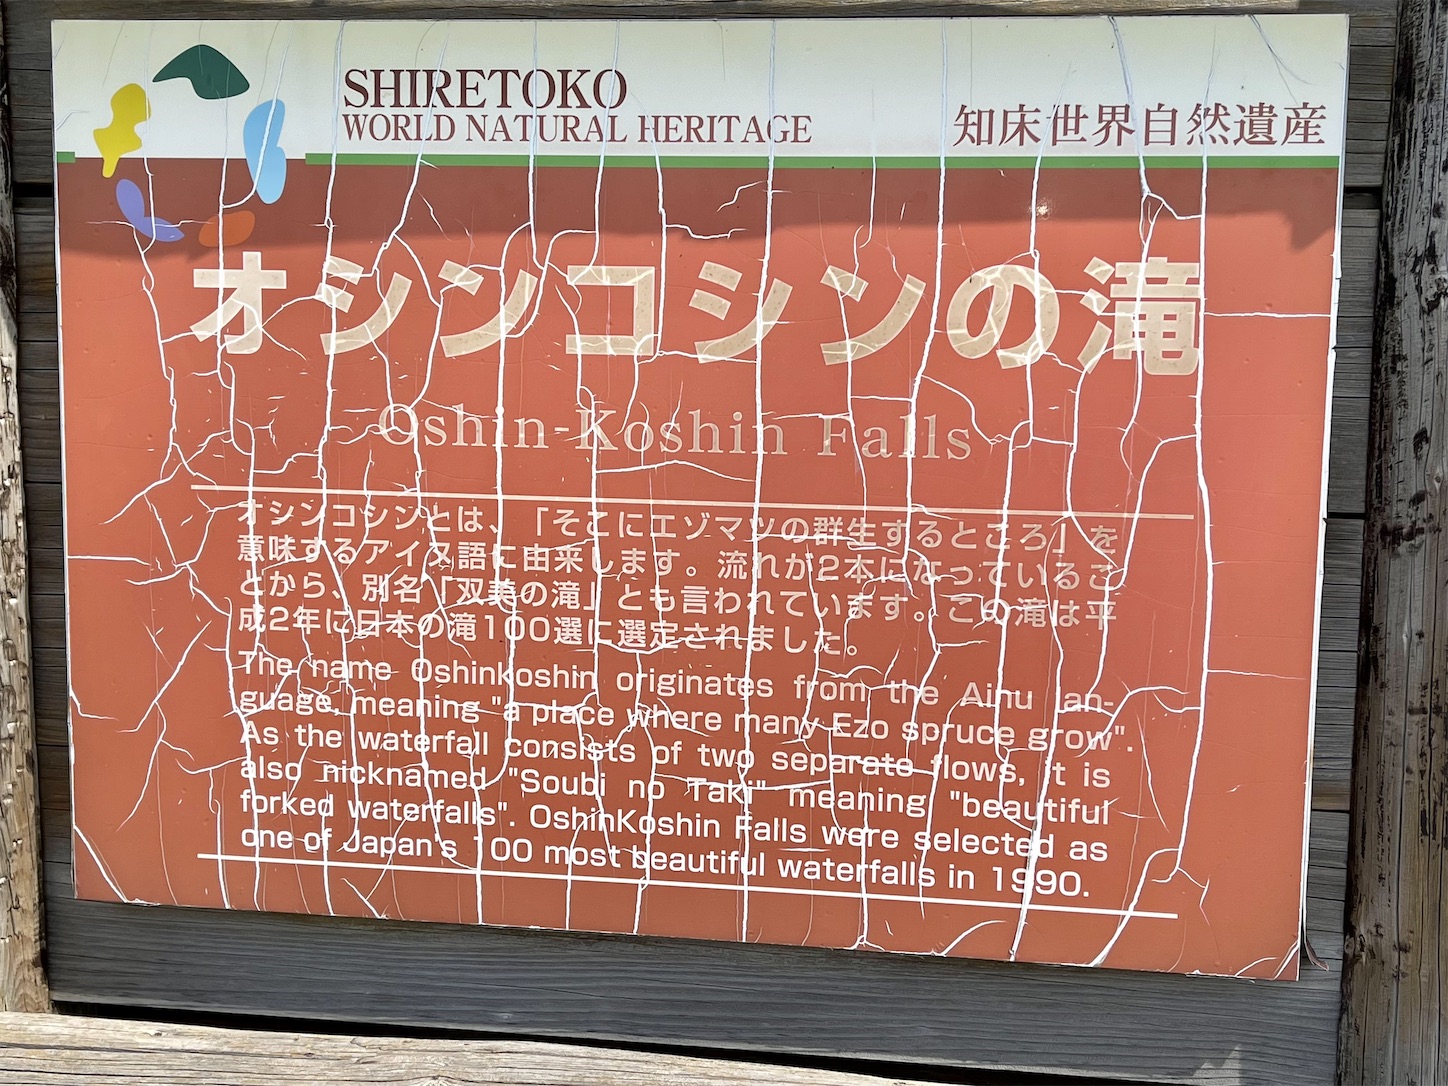 SHIRETOKO
WORLD NATURAL HERITAGE
知床世界自然遺産
オシンコシンの滝
Oshin-Koshin Falls
オシンコシンとは、「そこにエゾマツの群生するところ」を
意味するアイヌ語に由来します。流れが2本になっているこ
とから、別名「双美の滝」とも言われています。この滝は平
成2年に日本の滝100選に選定されました。
The name Oshinkoshin originates from the Ainu lan-
guage, meaning "a place where many Ezo spruce grow".
As the waterfall consists of two separate flows, it is
also nicknamed "Soubi no Taki" meaning "beautiful
forked waterfalls". OshinKoshin Falls were selected as
one of Japan's 100 most beautiful waterfalls in 1990.